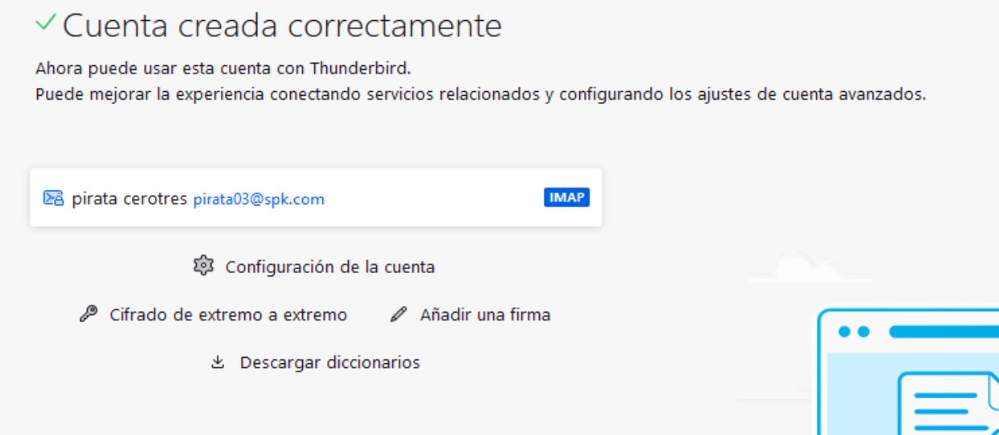 Cuenta creada correctamente
Ahora puede usar esta cuenta con Thunderbird.
Puede mejorar la experiencia conectando servicios relacionados y configurando los ajustes de cuenta avanzados.
pirata cerotres pirata03@spk.com IMAP
Configuración de la cuenta
Cifrado de extremo a extremo Añadir una firma
Descargar diccionarios